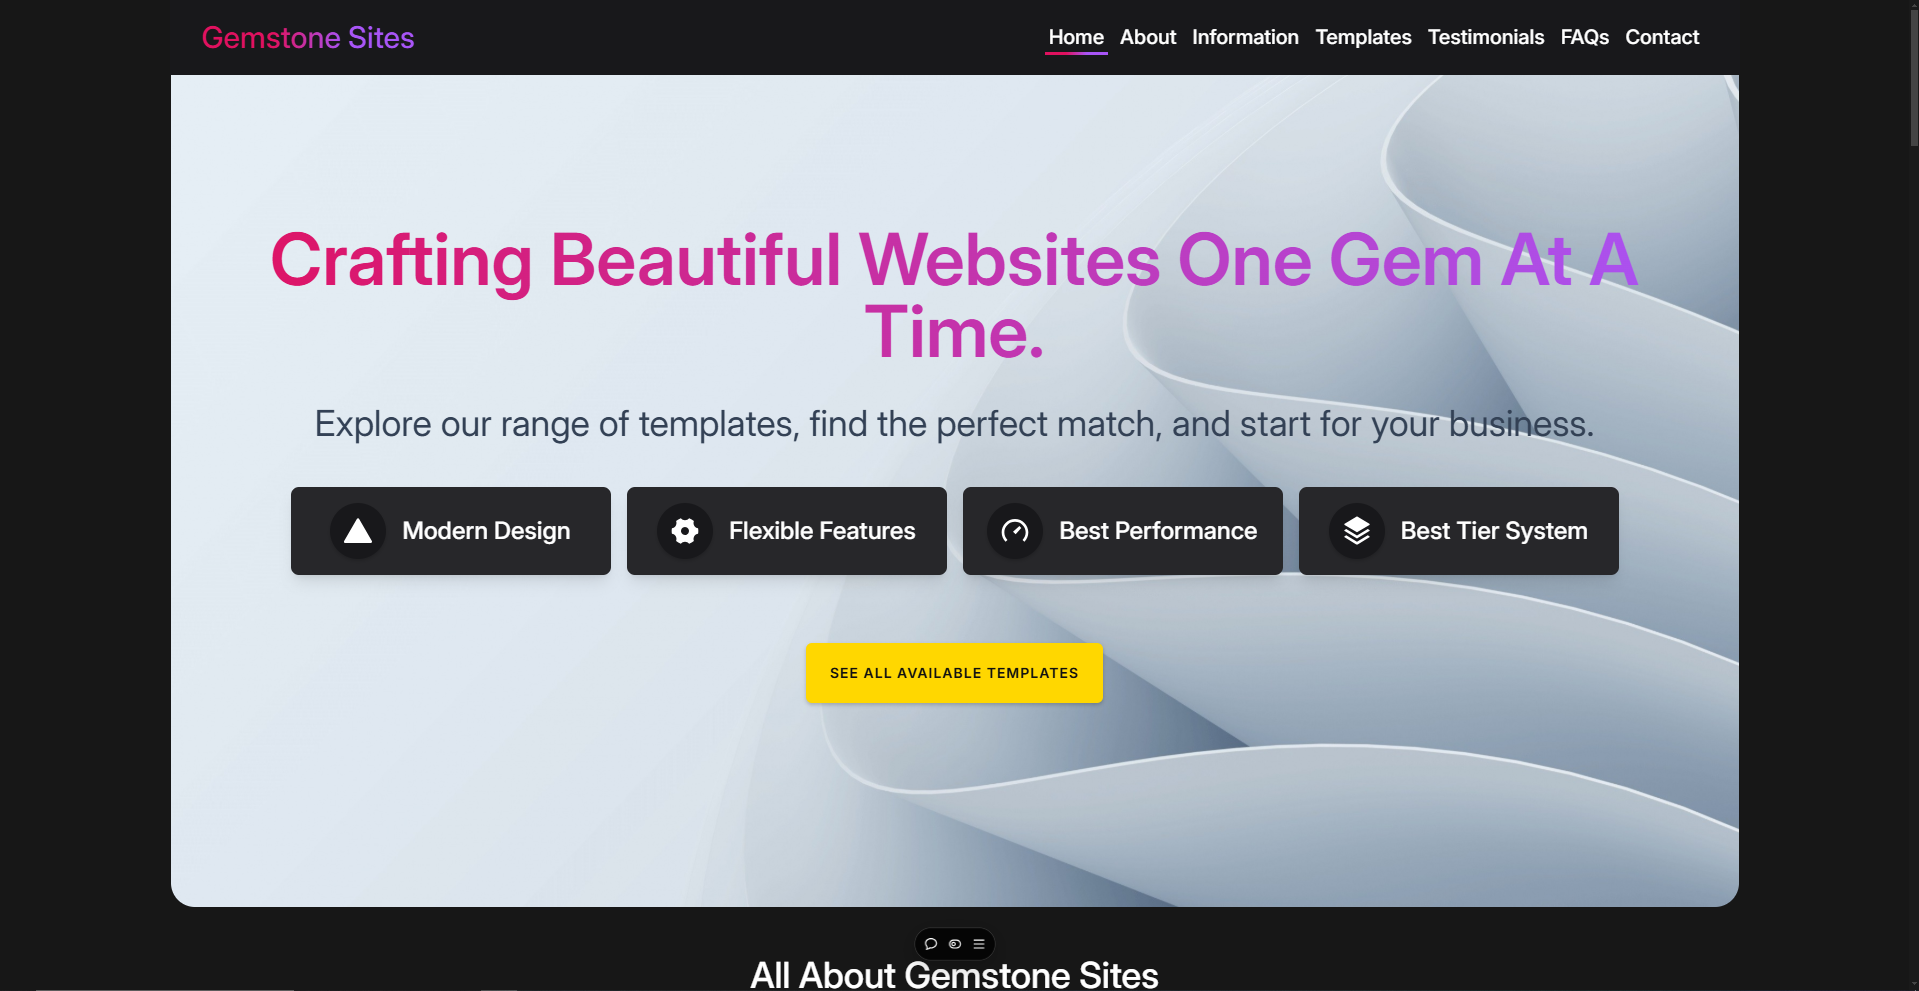 Gemstone Sites
Home About Information Templates Testimonials FAQs Contact
Crafting Beautiful Websites One Gem At A
Time.
Explore our range of templates, find the perfect match, and start for your business.
Modern Design
Flexible Features
Best Performance
Best Tier System
SEE ALL AVAILABLE TEMPLATES
All About Gemstone Sites